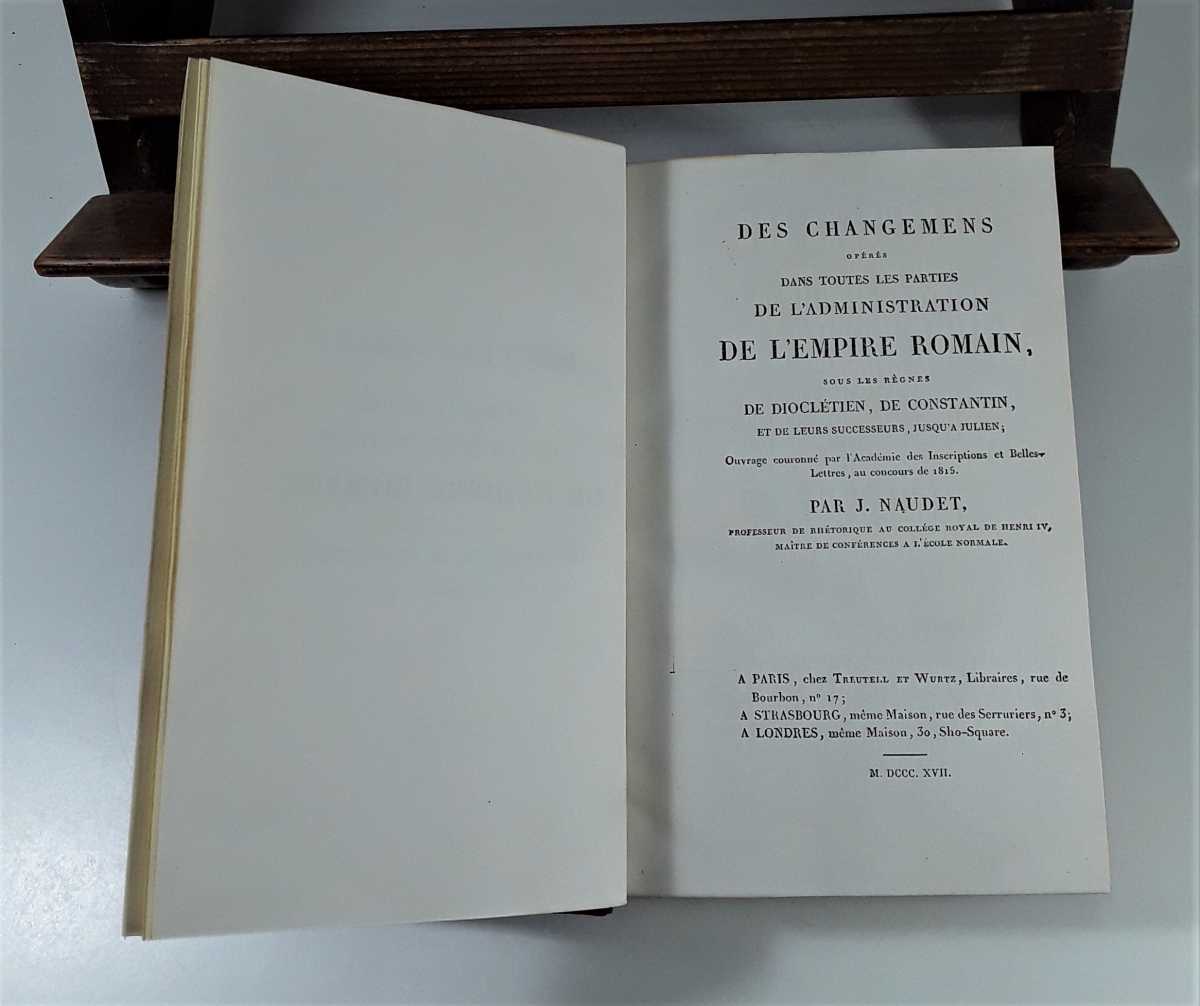 DES CHANGEMENS
OPÉRÉS
DANS TOUTES LES PARTIES
DE L'ADMINISTRATION
DE L'EMPIRE ROMAIN,
SOUS LES RÈGNES
DE DIOCLÉTIEN, DE CONSTANTIN,
ET DE LEURS SUCCESSEURS, JUSQU'A JULIEN;
Ouvrage couronné par l'Académie des Inscriptions et Belles-
Lettres, au concours de 1815.
PAR J. NAUDET,
PROFESSEUR DE RHÉTORIQUE AU COLLÉGE ROYAL DE HENRI IV,
MAÎTRE DE CONFÉRENCES A L'ÉCOLE NORMALE.
A PARIS, chez TREUTELL ET WURTZ, Libraires, rue de
Bourbon, nº 17;
A STRASBOURG, même Maison, rue des Serruriers, nº 3;
A LONDRES, même Maison, 30, Sho-Square.
M. DCCC. XVII.